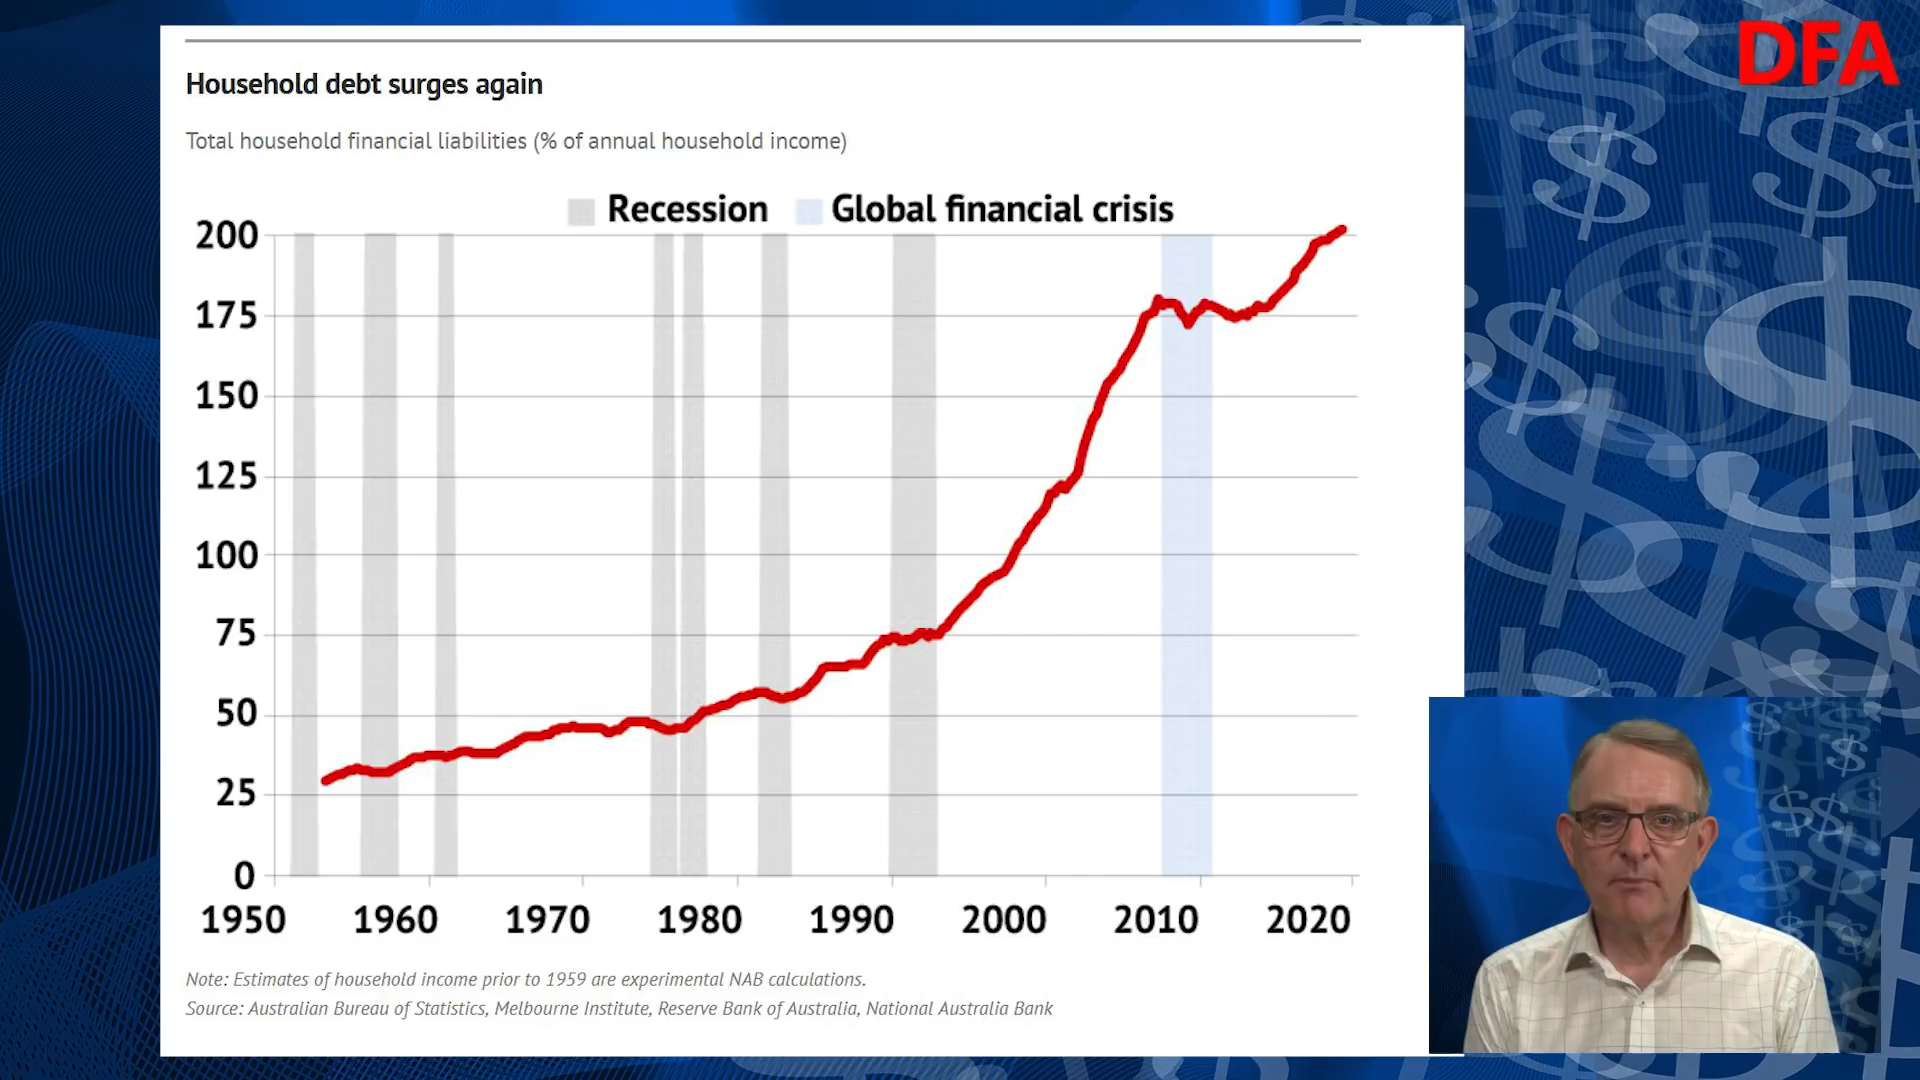 DFA
Household debt surges again
Total household financial liabilities (% of annual household income)
Recession Global financial crisis
200
175
150
125
100
75
50
25
0
1950 1960 1970 1980 1990 2000 2010 2020
Note: Estimates of household income prior to 1959 are experimental NAB calculations.
Source: Australian Bureau of Statistics, Melbourne Institute, Reserve Bank of Australia, National Australia Bank